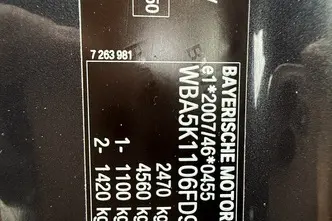 60
7 263 981
BAYERISCHE MOTOR
e1*2007/46*0455
WBA5K1106FD9
2470 kg
4560 kg
1- 1100 kg
2- 1420 kg